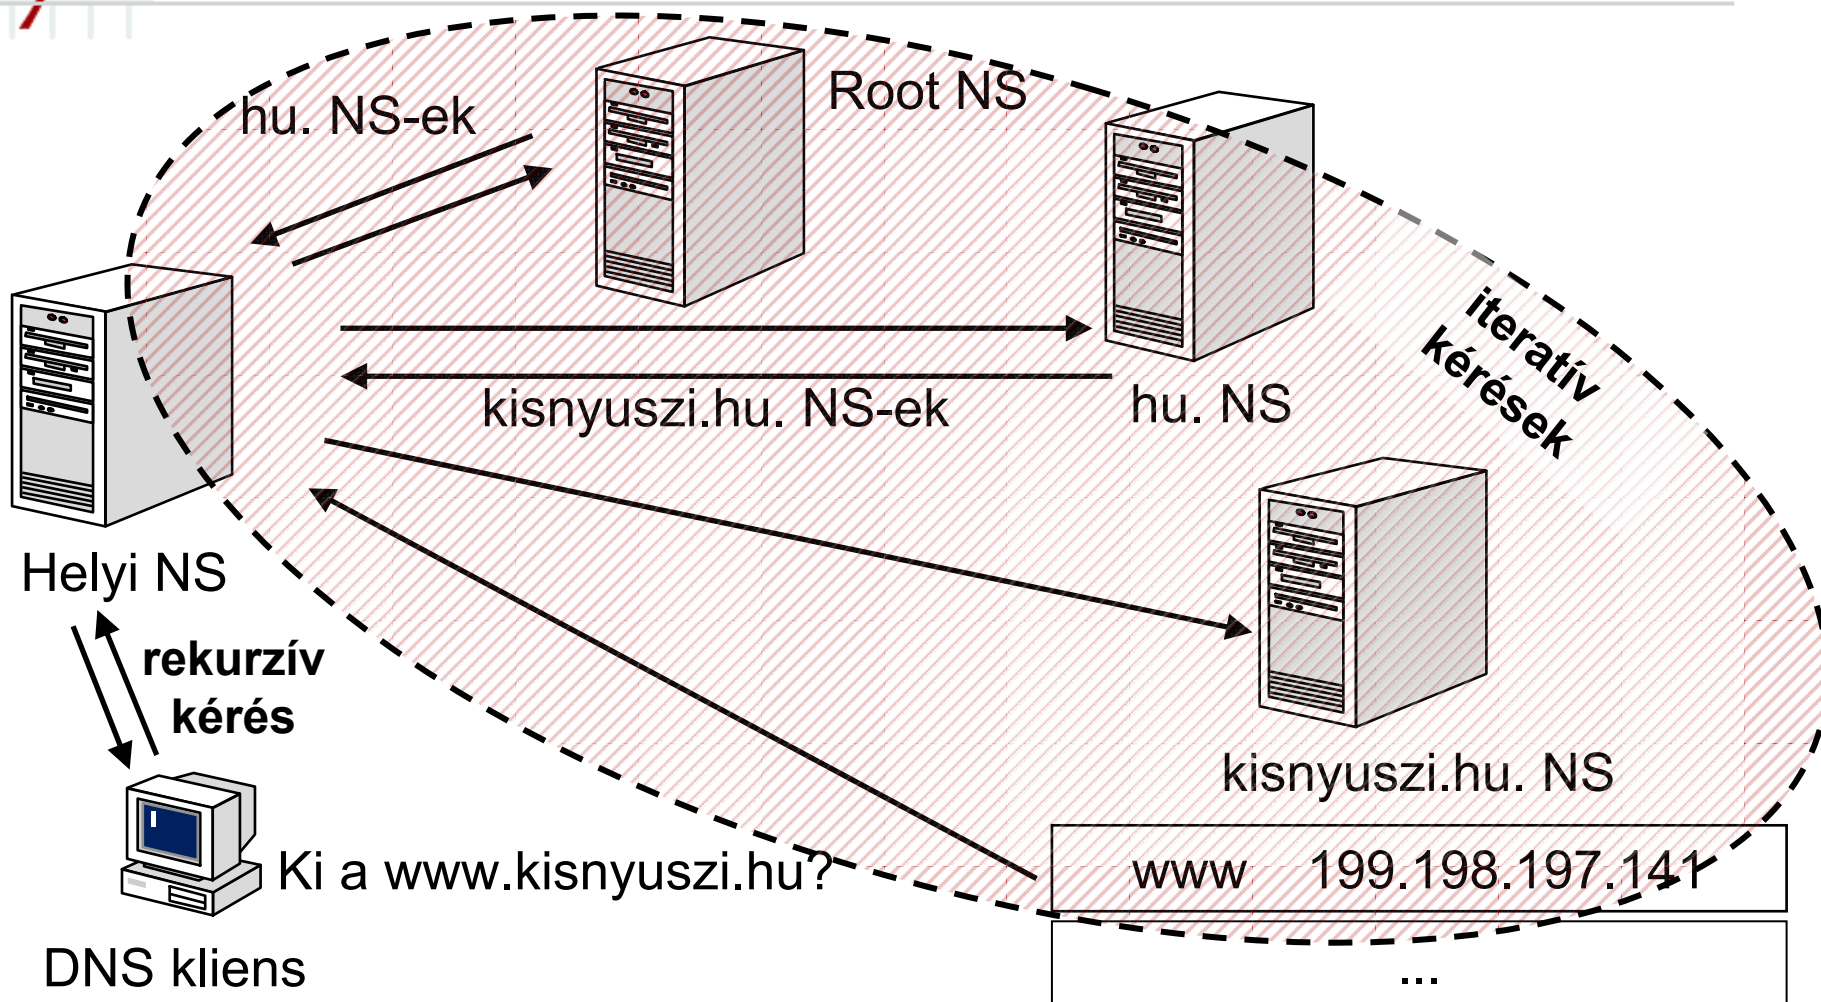 Root NS
hu. NS-ek
iteratív
kérések
kisnyuszi.hu. NS-ek
hu. NS
Helyi NS
rekurzív
kérés
kisnyuszi.hu. NS
Ki a www.kisnyuszi.hu?
www 199.198.197.141
DNS kliens
...